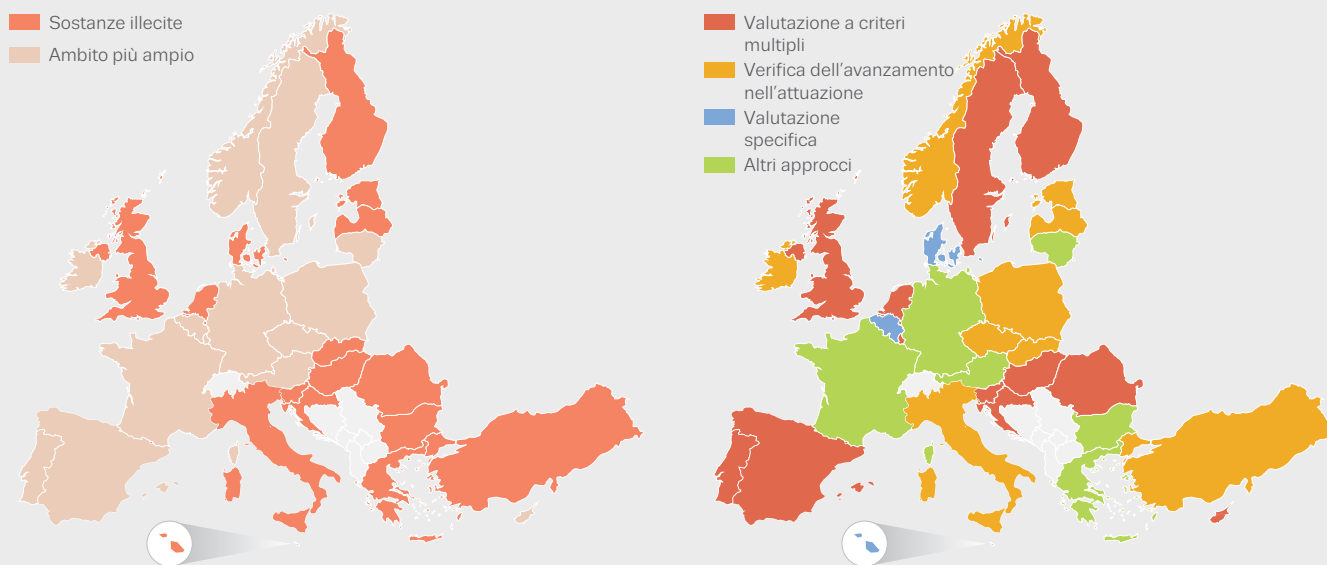 Sostanze illecite
Ambito più ampio
Valutazione a criteri
multipli
Verifica dell'avanzamento
nell'attuazione
Valutazione
specifica
Altri approcci